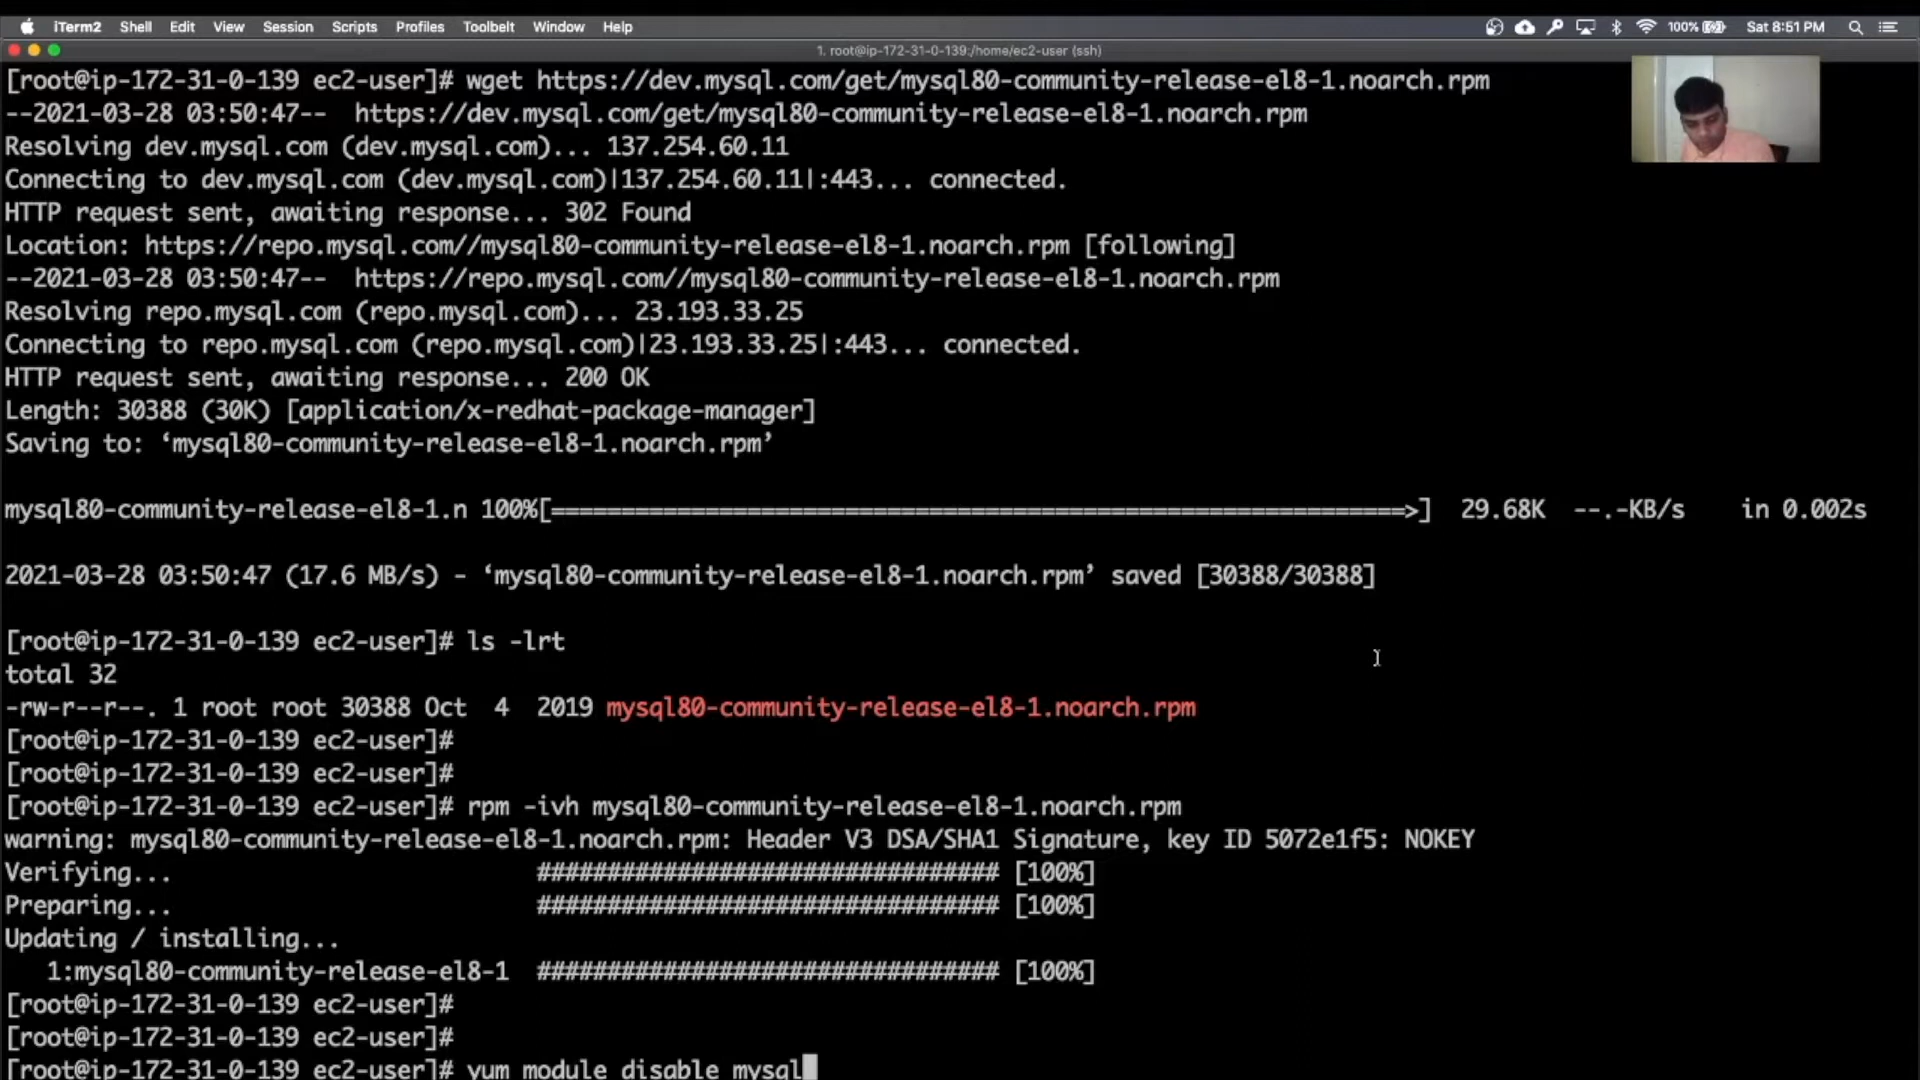 iTerm2 Shell Edit View Session Scripts Profiles Toolbelt Window Help 100% Sat 8:51 PM
1. root@ip-172-31-0-139:/home/ec2-user (ssh)
[root@ip-172-31-0-139 ec2-user]# wget https://dev.mysql.com/get/mysql80-community-release-el8-1.noarch.rpm
--2021-03-28 03:50:47--  https://dev.mysql.com/get/mysql80-community-release-el8-1.noarch.rpm
Resolving dev.mysql.com (dev.mysql.com)... 137.254.60.11
Connecting to dev.mysql.com (dev.mysql.com)|137.254.60.11|:443... connected.
HTTP request sent, awaiting response... 302 Found
Location: https://repo.mysql.com//mysql80-community-release-el8-1.noarch.rpm [following]
--2021-03-28 03:50:47--  https://repo.mysql.com//mysql80-community-release-el8-1.noarch.rpm
Resolving repo.mysql.com (repo.mysql.com)... 23.193.33.25
Connecting to repo.mysql.com (repo.mysql.com)|23.193.33.25|:443... connected.
HTTP request sent, awaiting response... 200 OK
Length: 30388 (30K) [application/x-redhat-package-manager]
Saving to: ‘mysql80-community-release-el8-1.noarch.rpm’
mysql80-community-release-el8-1.n 100%[=============================================================>]  29.68K  --.-KB/s    in 0.002s
2021-03-28 03:50:47 (17.6 MB/s) - ‘mysql80-community-release-el8-1.noarch.rpm’ saved [30388/30388]
[root@ip-172-31-0-139 ec2-user]# ls -lrt
total 32
-rw-r--r--. 1 root root 30388 Oct  4  2019 mysql80-community-release-el8-1.noarch.rpm
[root@ip-172-31-0-139 ec2-user]#
[root@ip-172-31-0-139 ec2-user]#
[root@ip-172-31-0-139 ec2-user]# rpm -ivh mysql80-community-release-el8-1.noarch.rpm
warning: mysql80-community-release-el8-1.noarch.rpm: Header V3 DSA/SHA1 Signature, key ID 5072e1f5: NOKEY
Verifying...                          ################################# [100%]
Preparing...                          ################################# [100%]
Updating / installing...
   1:mysql80-community-release-el8-1  ################################# [100%]
[root@ip-172-31-0-139 ec2-user]#
[root@ip-172-31-0-139 ec2-user]#
[root@ip-172-31-0-139 ec2-user]# yum module disable mysql